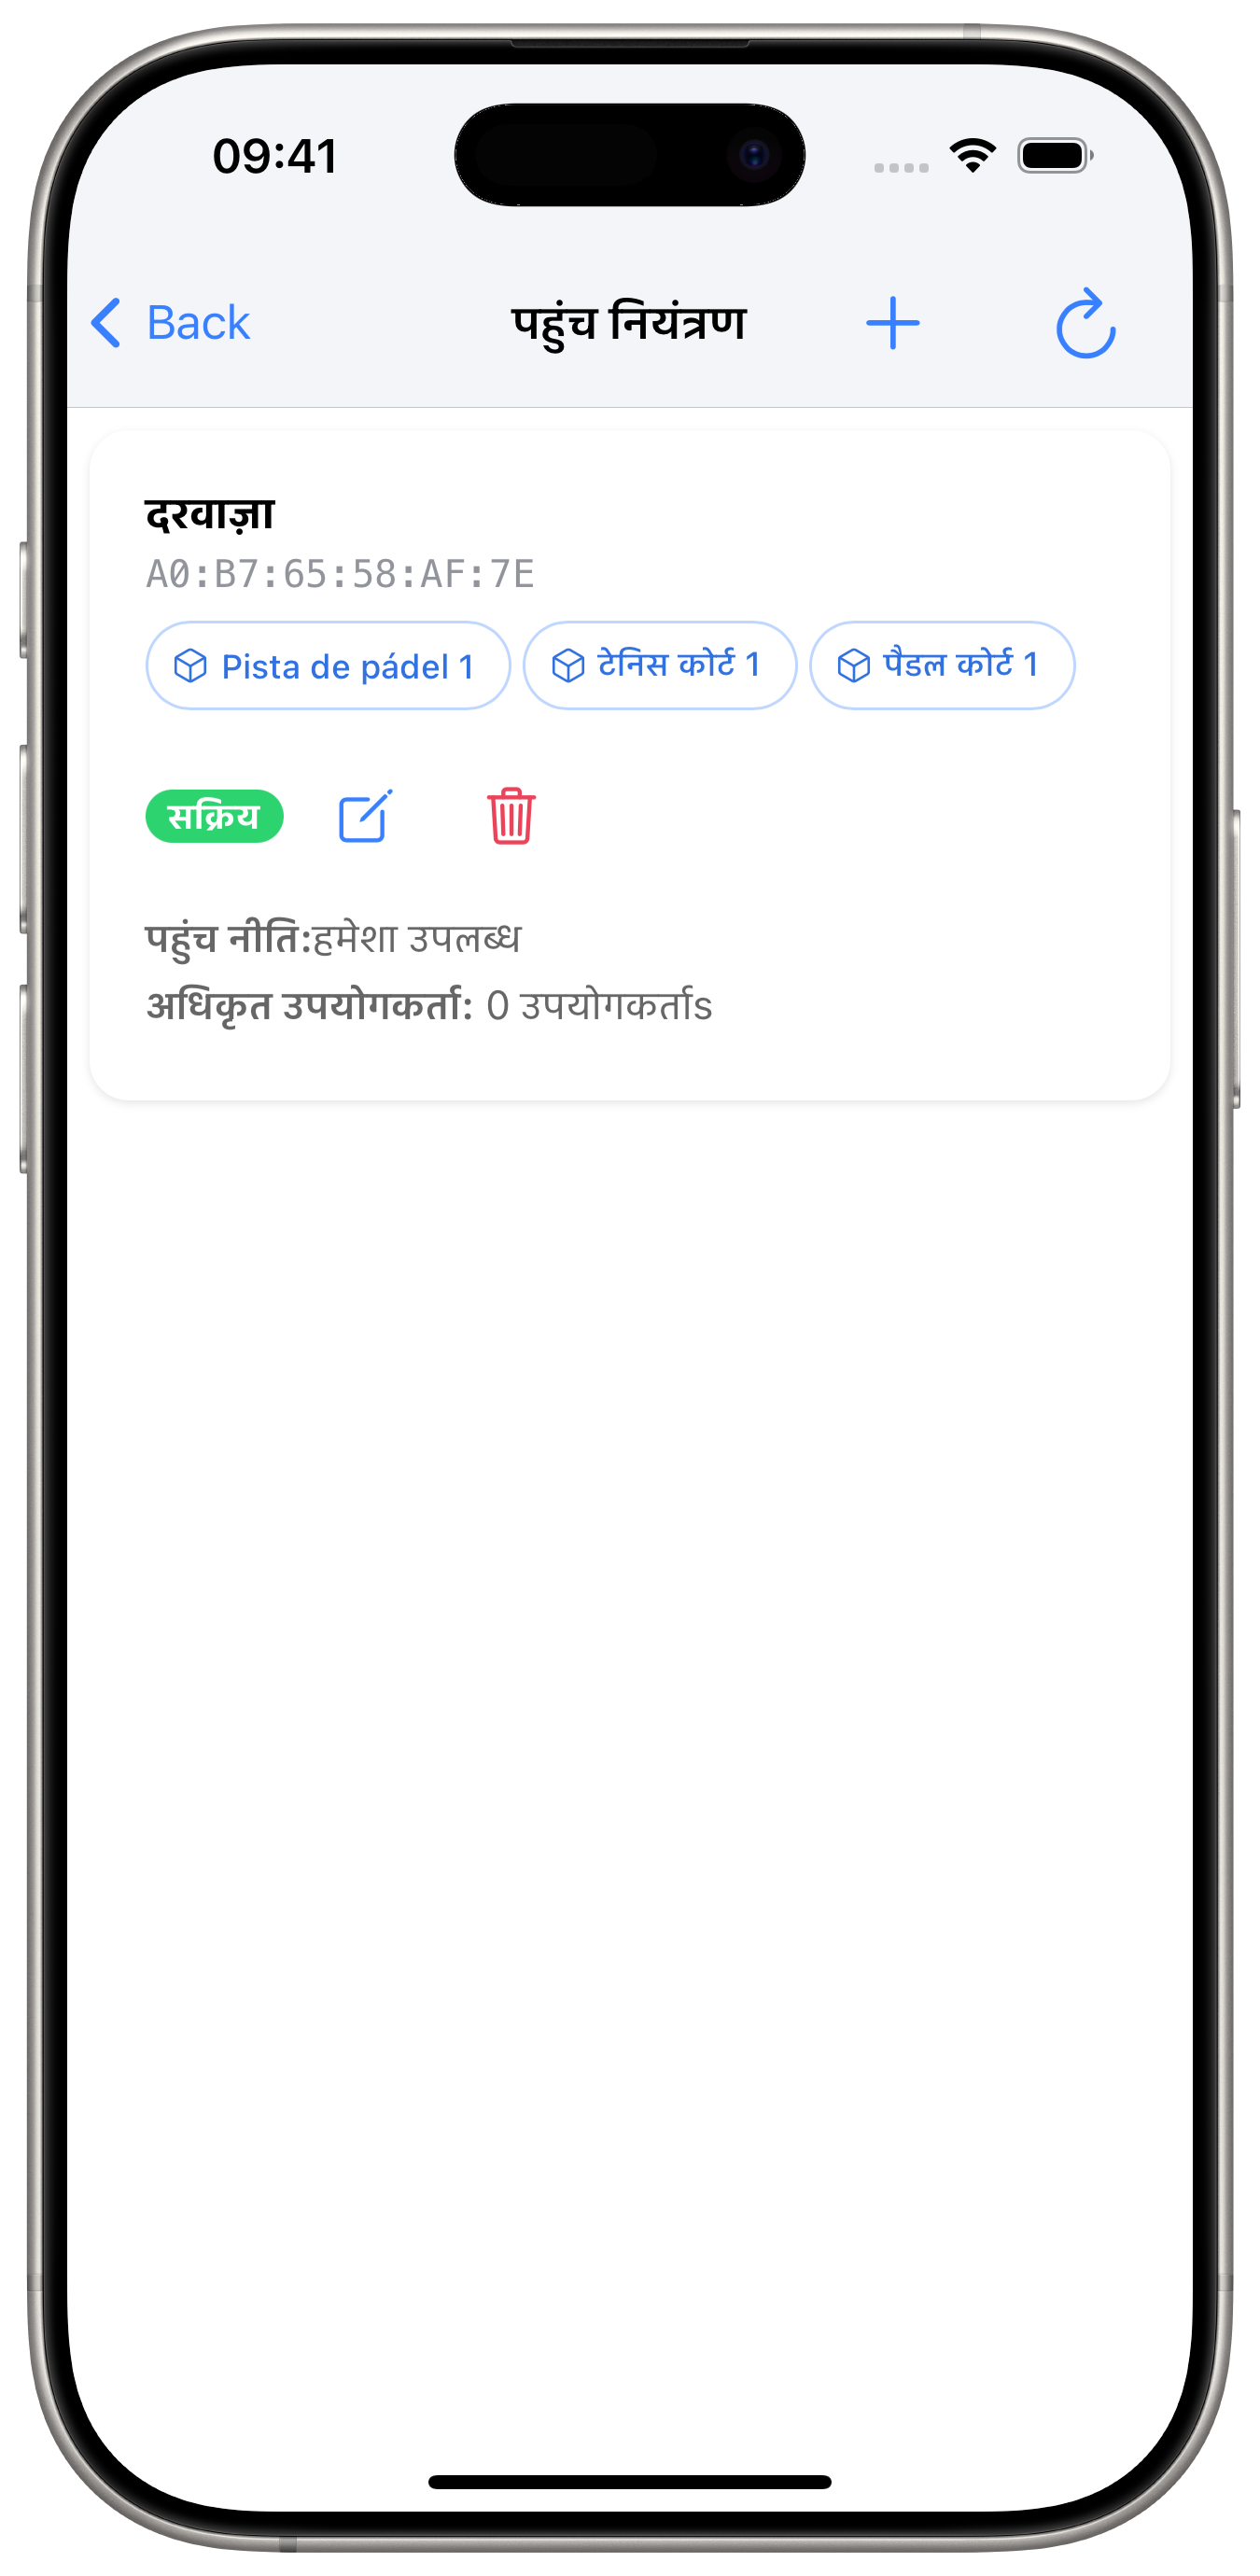 09:41
Back पहुंच नियंत्रण
दरवाज़ा
A0:B7:65:58:AF:7E
Pista de pádel 1 टेनिस कोर्ट 1 पैडल कोर्ट 1
सक्रिय
पहुंच नीति:हमेशा उपलब्ध
अधिकृत उपयोगकर्ता: 0 उपयोगकर्ताs